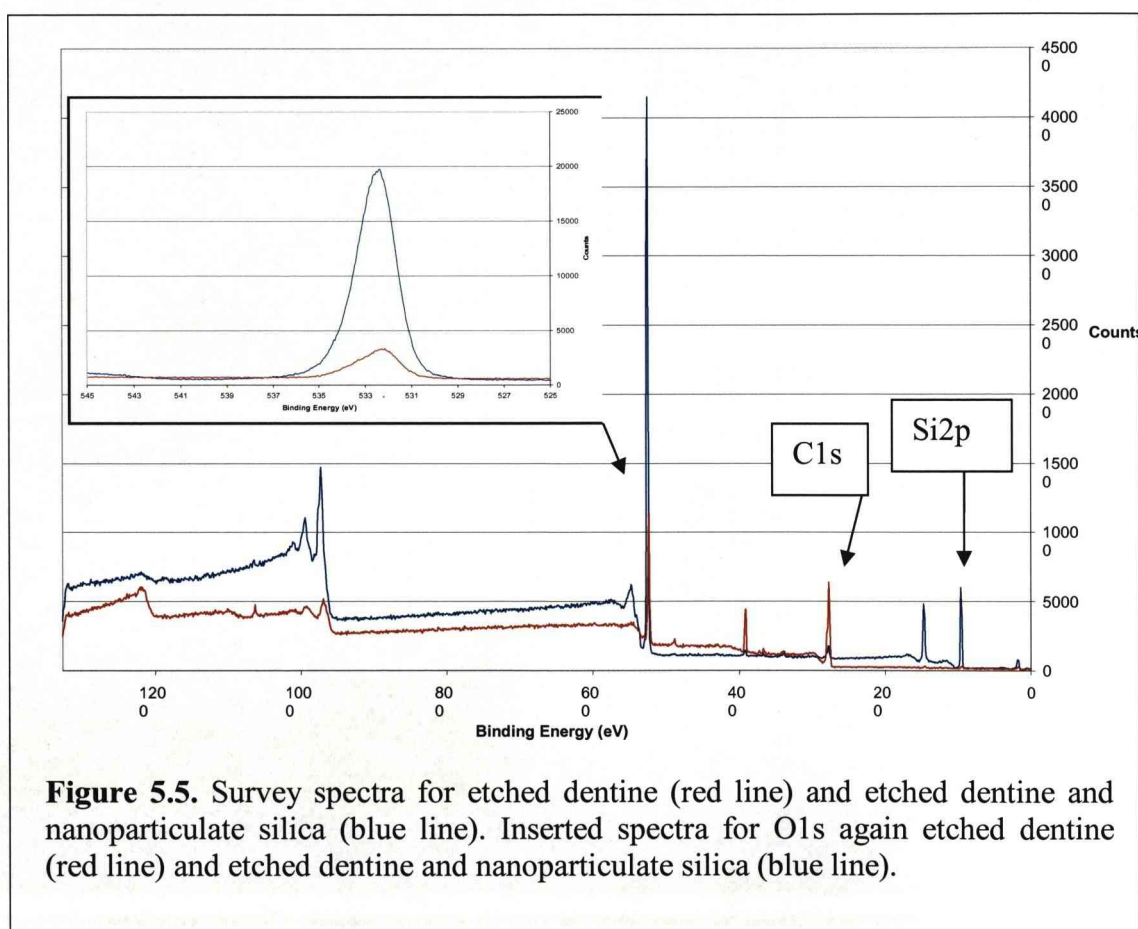 4500
0
4000
0
3500
0
3000
0
2500
0
Counts
2000
0
1500
0
1000
0
5000
0
25000
20000
15000
10000
5000
0
Counts
545 543 541 539 537 535 533 531 529 527 525
Binding Energy (eV)
C1s
Si2p
120 100 80 60 40 20 0
0 0 0 0 0 0
Binding Energy (eV)
Figure 5.5. Survey spectra for etched dentine (red line) and etched dentine and
nanoparticulate silica (blue line). Inserted spectra for O1s again etched dentine
(red line) and etched dentine and nanoparticulate silica (blue line).